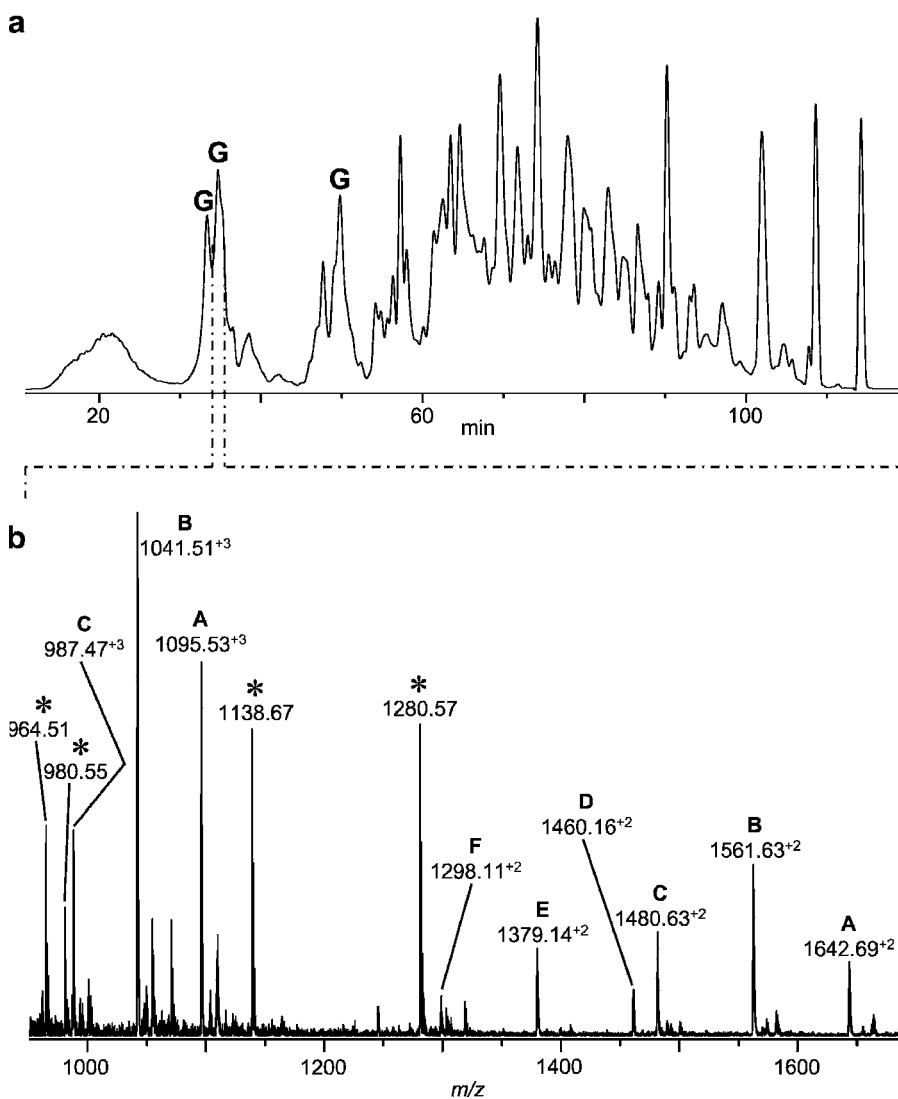 a
G
G
G
20
60
100
min
b
B
1041.51+3
C
987.47+3
A
1095.53+3
*
964.51
*
980.55
*
1138.67
*
1280.57
F
1298.11+2
E
1379.14+2
D
1460.16+2
C
1480.63+2
B
1561.63+2
A
1642.69+2
1000
1200
1400
1600
m/z